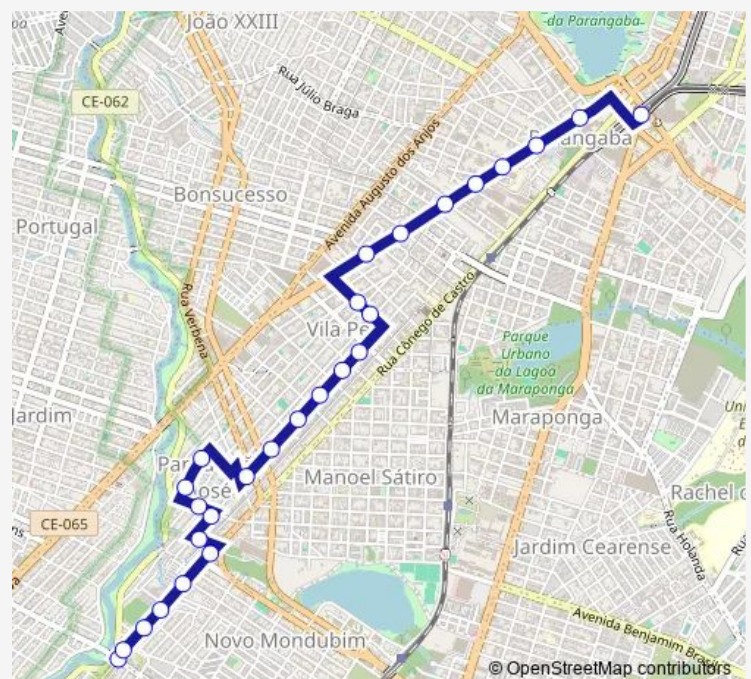 João XXIII
da Parangaba
CE-062
Rua Júlio Braga
Avenida Augusto dos Anjos
Bonsucesso
Portugal
Rua Verbena
Vila Pe
Rua Cônego de Castro
Parque
Urbano
da Lagoa
da Maraponga
Jardim
Maraponga
José
Manoel Sátiro
Rachel
CE-065
Jardim Cearense
Rua Holanda
Novo Mondubim
Avenida Benjamim Brasil
© OpenStreetMap contributors